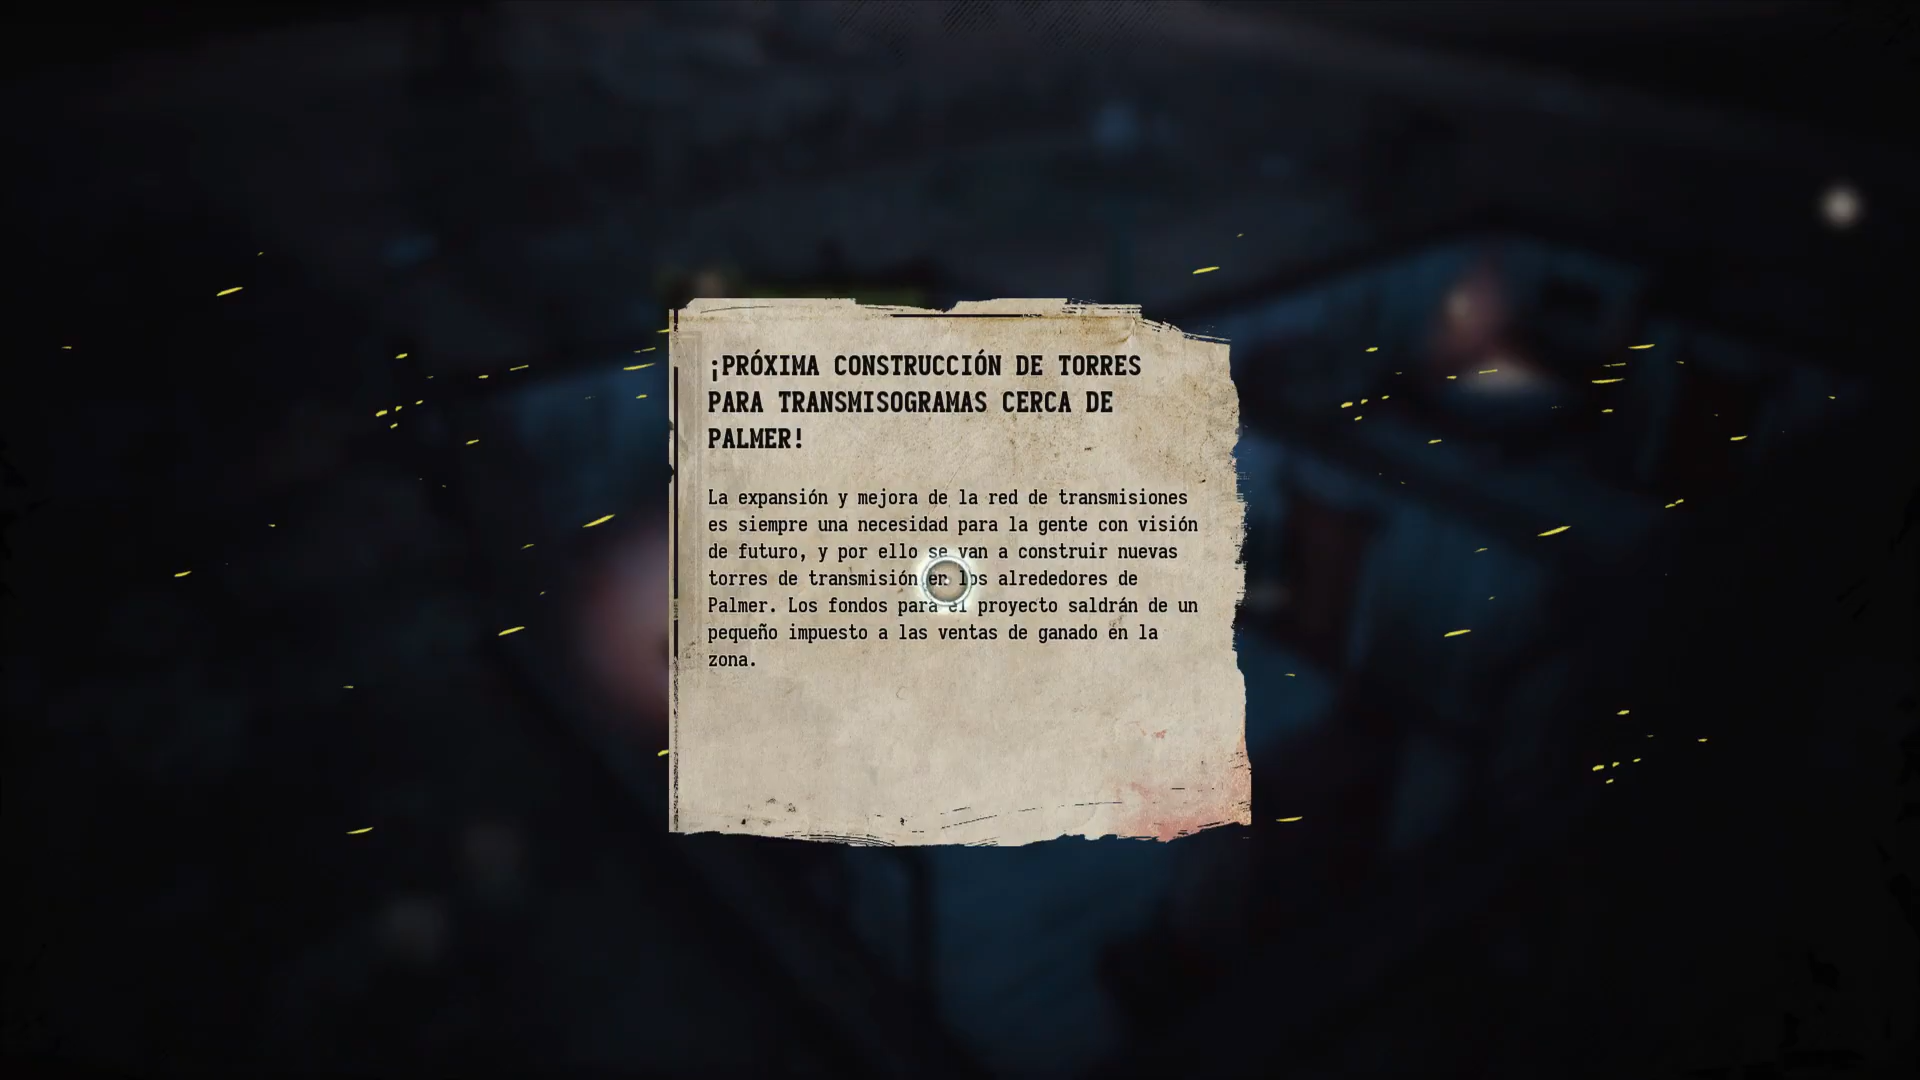 ¡PRÓXIMA CONSTRUCCIÓN DE TORRES
PARA TRANSMISOGRAMAS CERCA DE
PALMER!
La expansión y mejora de la red de transmisiones
es siempre una necesidad para la gente con visión
de futuro, y por ello se van a construir nuevas
torres de transmisión en los alrededores de
Palmer. Los fondos para el proyecto saldrán de un
pequeño impuesto a las ventas de ganado en la
zona.